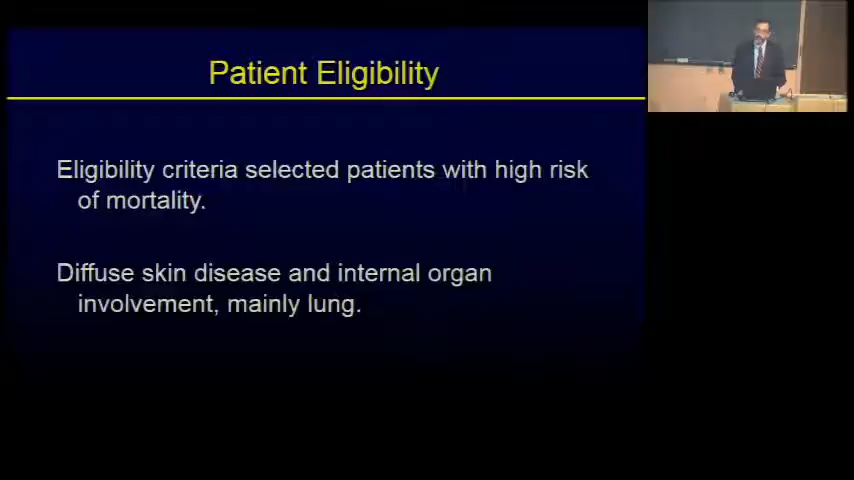 Patient Eligibility
Eligibility criteria selected patients with high risk
of mortality.
Diffuse skin disease and internal organ
involvement, mainly lung.